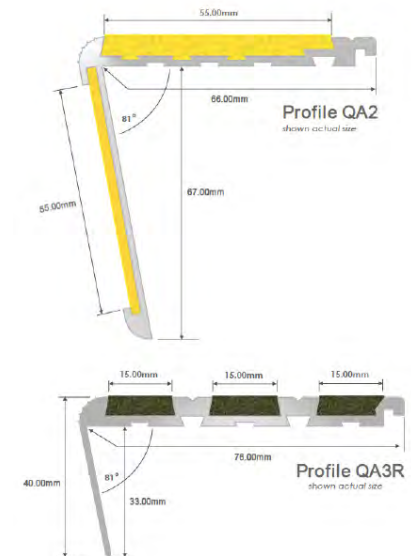 55.00mm
66.00mm
Profile QA2
shown actual size
81°
55.00mm
67.00mm
15.00mm 15.00mm 15.00mm
76.00mm
Profile QA3R
shown actual size
81°
40.00mm
33.00mm